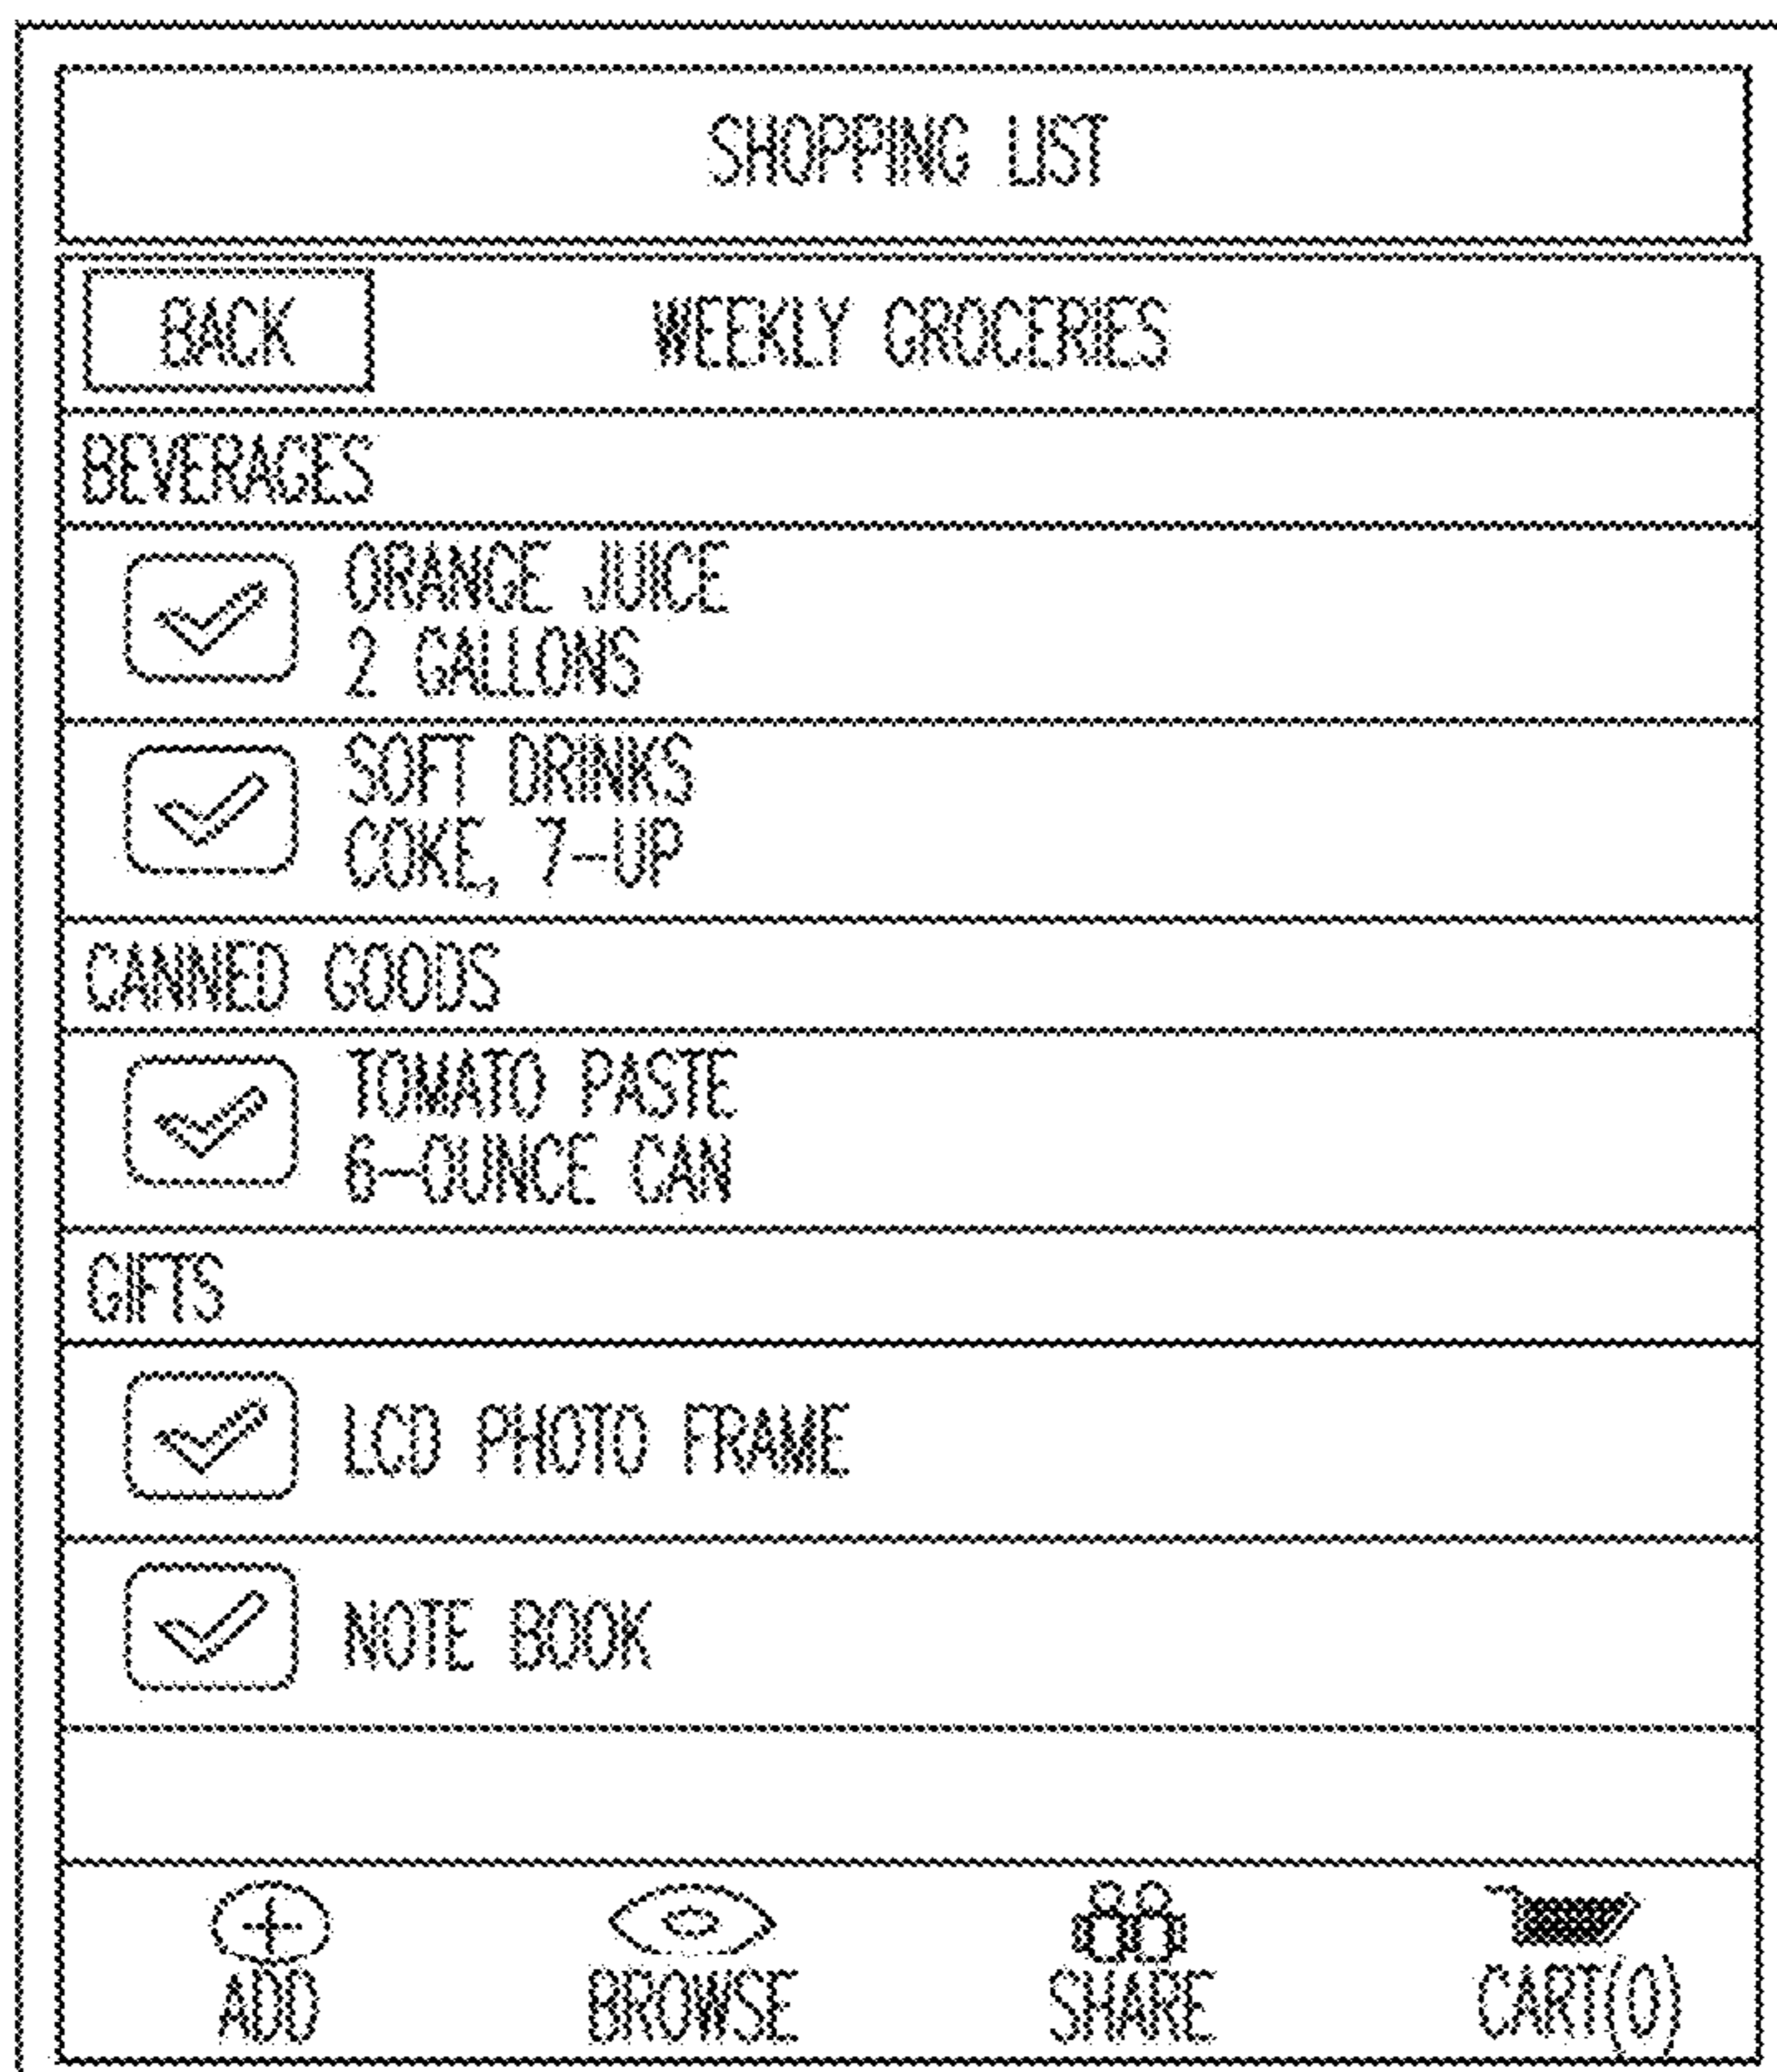 SHOPPING LIST
BACK WEEKLY GROCERIES
BEVERAGES
ORANGE JUICE
2 GALLONS
SOFT DRINKS
COKE, 7-UP
CANNED GOODS
TOMATO PASTE
6-OUNCE CAN
GIFTS
LCD PHOTO FRAME
NOTE BOOK
ADD BROWSE SHARE CART(0)